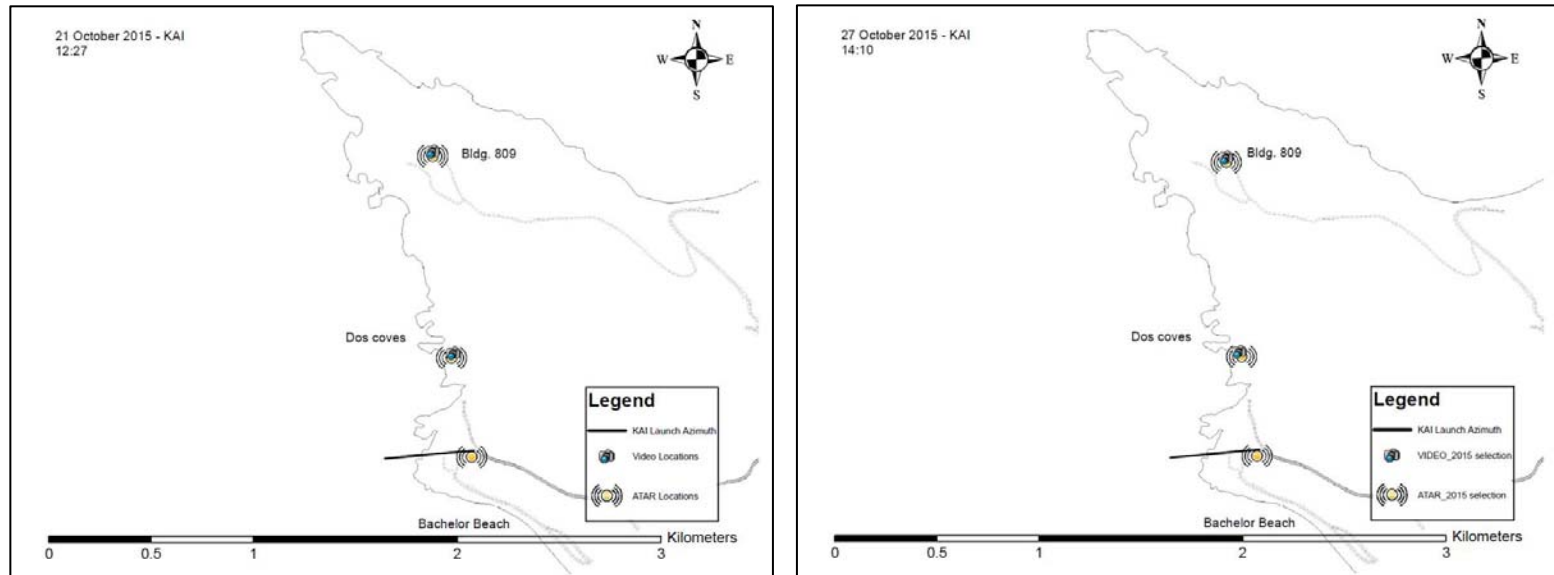 21 October 2015 - KAI
12:27
N
W E
S
Bldg. 809
Dos coves
Legend
KAI Launch Azimuth
Video Locations
ATAR Locations
Bachelor Beach
Kilometers
0 0.5 1 2 3
27 October 2015 - KAI
14:10
N
W E
S
Bldg. 809
Dos coves
Legend
KAI Launch Azimuth
VIDEO_2015 selection
ATAR_2015 selection
Bachelor Beach
Kilometers
0 0.5 1 2 3